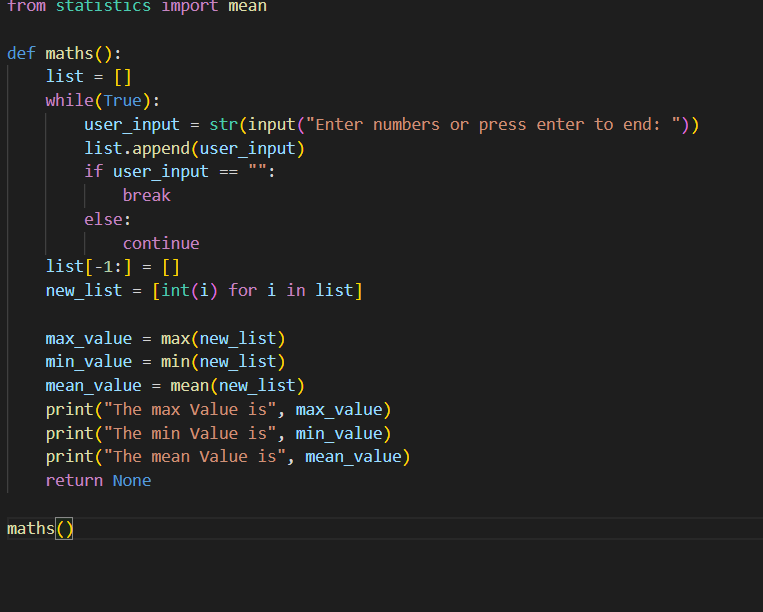 from statistics import mean

def maths():
    list = []
    while(True):
        user_input = str(input("Enter numbers or press enter to end: "))
        list.append(user_input)
        if user_input == "":
            break
        else:
            continue
    list[-1:] = []
    new_list = [int(i) for i in list]

    max_value = max(new_list)
    min_value = min(new_list)
    mean_value = mean(new_list)
    print("The max Value is", max_value)
    print("The min Value is", min_value)
    print("The mean Value is", mean_value)
    return None

maths()